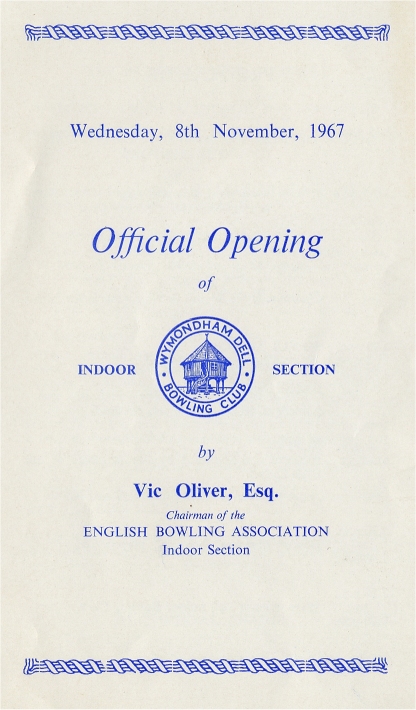 Wednesday, 8th November, 1967
Official Opening
of
INDOOR SECTION
WYMONDHAM DELL
BOWLING CLUB
by
Vic Oliver, Esq.
Chairman of the
ENGLISH BOWLING ASSOCIATION
Indoor Section